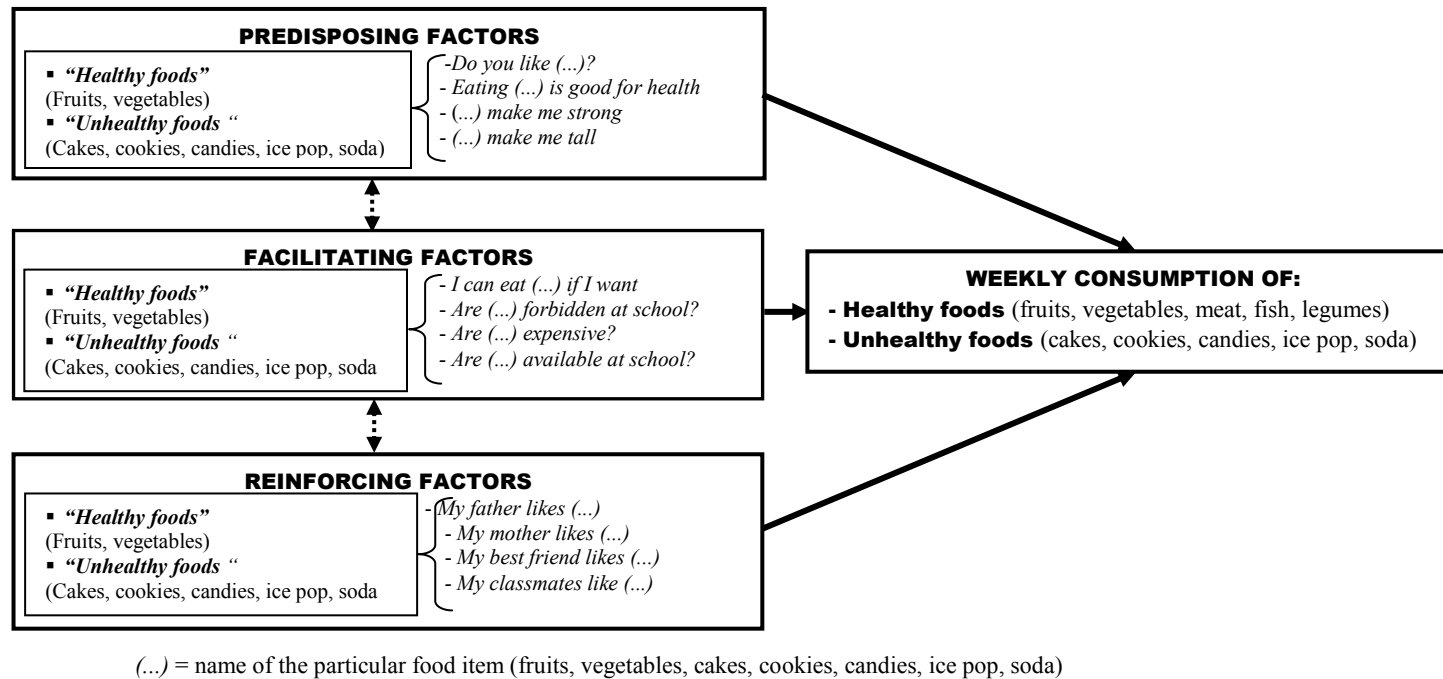 PREDISPOSING FACTORS
▪ “Healthy foods”
(Fruits, vegetables)
▪ “Unhealthy foods “
(Cakes, cookies, candies, ice pop, soda)
-Do you like (...)?
- Eating (...) is good for health
- (...) make me strong
- (...) make me tall
FACILITATING FACTORS
▪ “Healthy foods”
(Fruits, vegetables)
▪ “Unhealthy foods “
(Cakes, cookies, candies, ice pop, soda
- I can eat (...) if I want
- Are (...) forbidden at school?
- Are (...) expensive?
- Are (...) available at school?
REINFORCING FACTORS
▪ “Healthy foods”
(Fruits, vegetables)
▪ “Unhealthy foods “
(Cakes, cookies, candies, ice pop, soda
- My father likes (...)
- My mother likes (...)
- My best friend likes (...)
- My classmates like (...)
WEEKLY CONSUMPTION OF:
- Healthy foods (fruits, vegetables, meat, fish, legumes)
- Unhealthy foods (cakes, cookies, candies, ice pop, soda)
(...) = name of the particular food item (fruits, vegetables, cakes, cookies, candies, ice pop, soda)